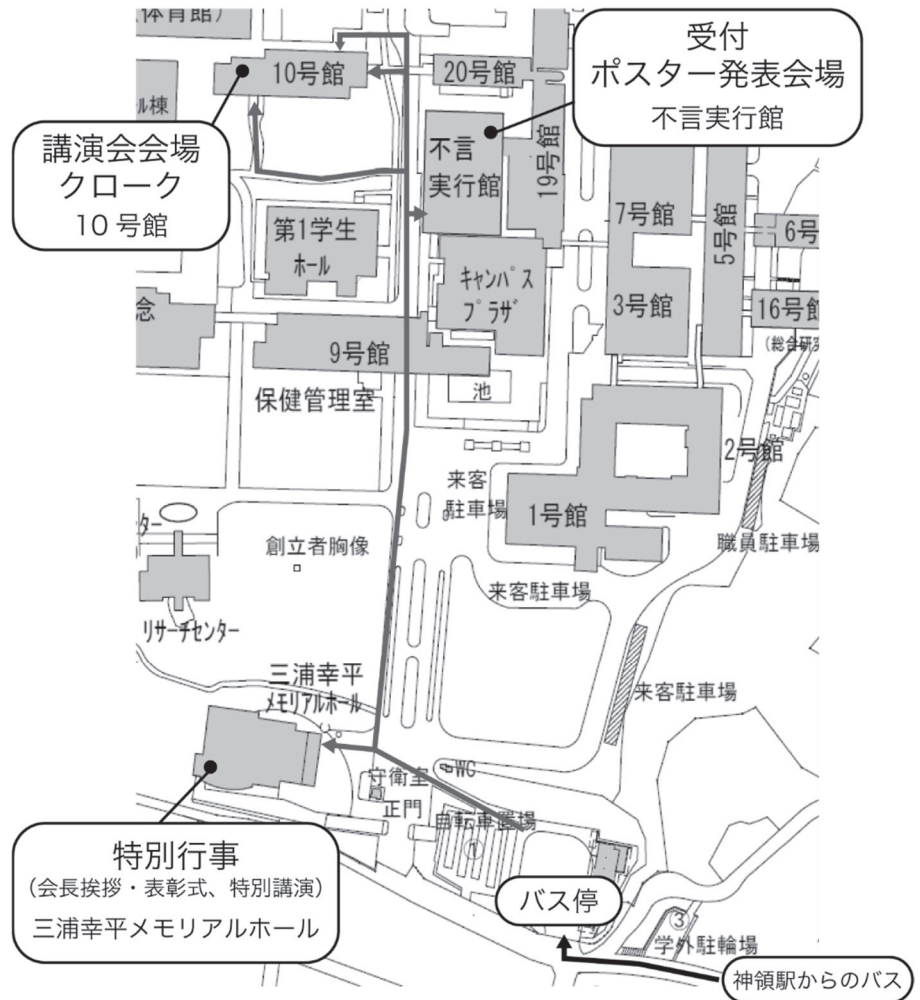 体育館）
10号館
20号館
受付
ポスター発表会場
不言実行館
ル棟
講演会会場
クローク
10 号館
不言
実行館
19号館
7号館
5号館
6号
第1学生
ホール
キャンパス
プラザ
3号館
16号館
（総合研究
念
9号館
保健管理室
池
2号館
来客
駐車場
1号館
職員駐車場
ター
創立者胸像
来客駐車場
リサーチセンター
三浦幸平
メモリアルホール
来客駐車場
守衛室
WC
正門
自転車置場
①
特別行事
（会長挨拶・表彰式、特別講演）
三浦幸平メモリアルホール
バス停
③
学外駐輪場
神領駅からのバス